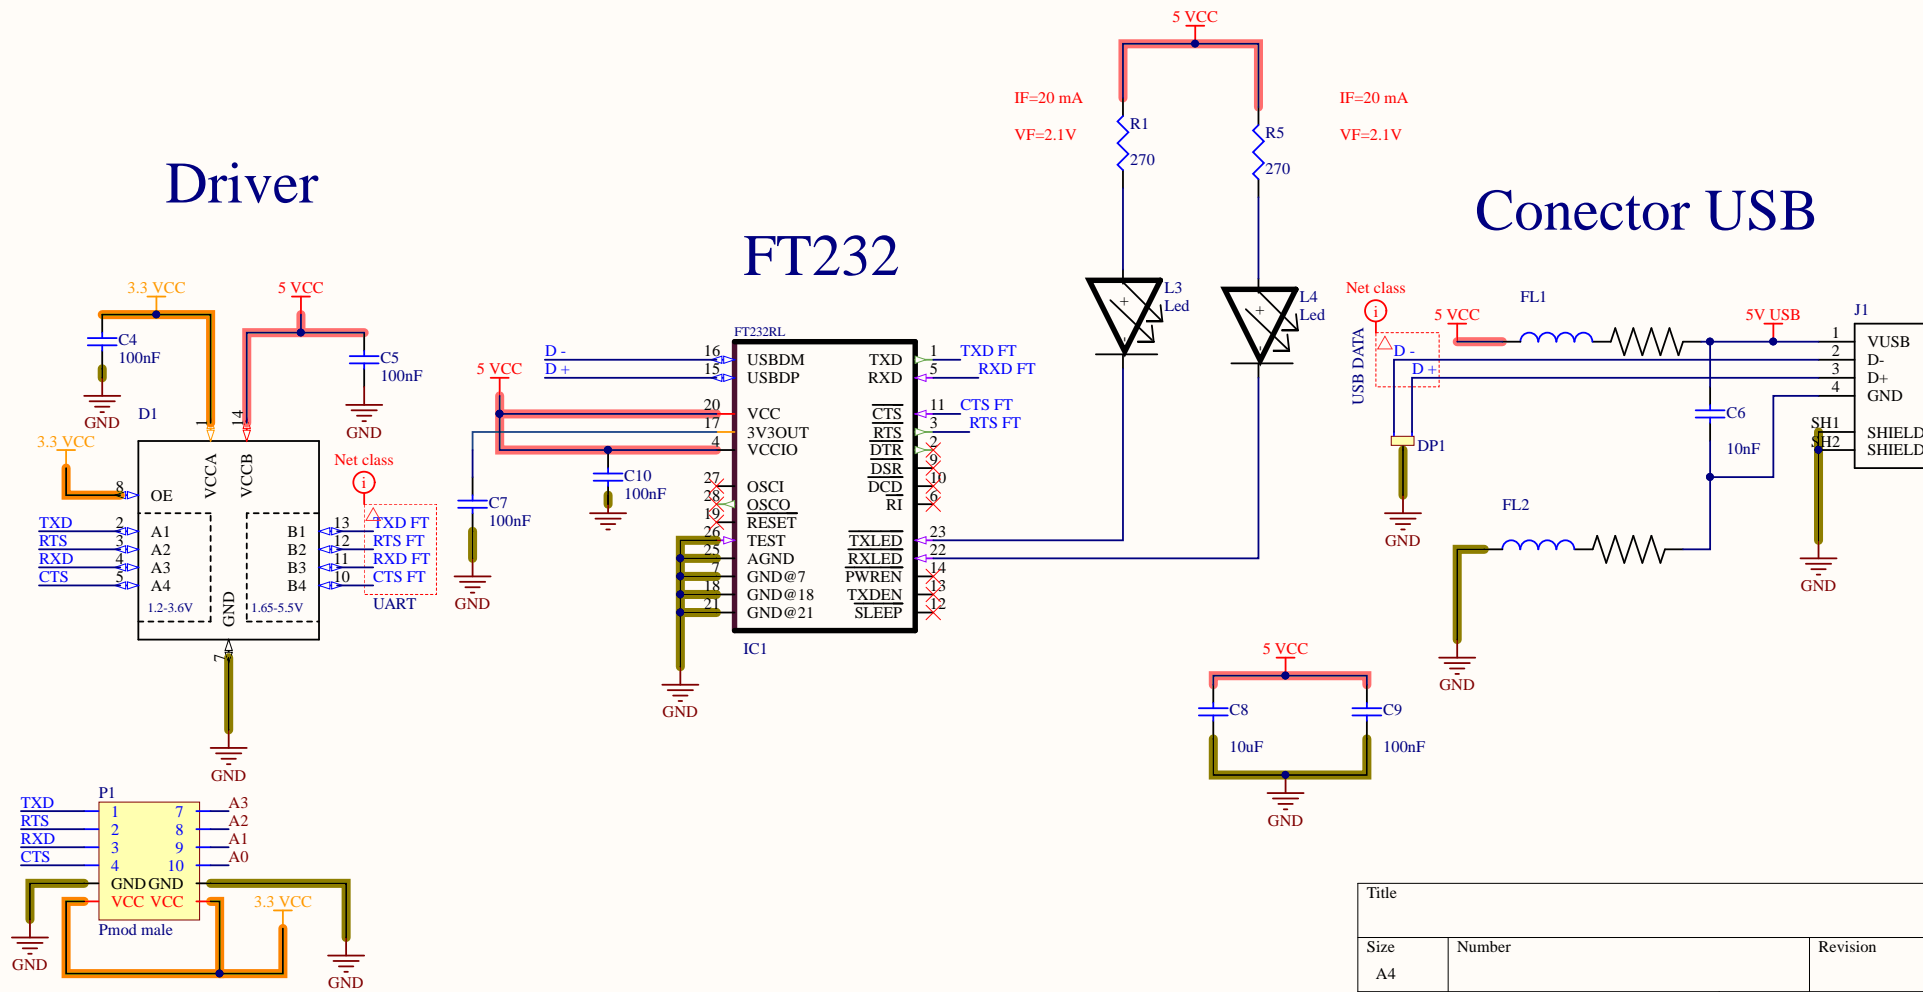 Driver
3.3 VCC
5 VCC
C4
100nF
GND
C5
100nF
GND
D1
1
14
3.3 VCC
8
OE
VCCA
VCCB
TXD
2
A1
RTS
3
A2
RXD
4
A3
CTS
5
A4
B1
13
TXD FT
B2
12
RTS FT
B3
11
RXD FT
B4
10
CTS FT
1.2-3.6V
GND
1.65-5.5V
7
GND
Net class
i
UART
P1
TXD
1
7
A3
RTS
2
8
A2
RXD
3
9
A1
CTS
4
10
A0
GND GND
VCC VCC
3.3 VCC
Pmod male
GND
GND
FT232
FT232RL
D -
16
USBDM
D +
15
USBDP
5 VCC
20
VCC
17
3V3OUT
4
VCCIO
C10
100nF
GND
C7
100nF
GND
27
OSCI
28
OSCO
19
RESET
26
TEST
25
AGND
7
GND@7
18
GND@18
21
GND@21
GND
IC1
TXD
1
TXD FT
RXD
5
RXD FT
CTS
11
CTS FT
RTS
3
RTS FT
DTR
2
DSR
9
DCD
10
RI
6
TXLED
23
RXLED
22
PWREN
14
TXDEN
13
SLEEP
12
5 VCC
IF=20 mA
VF=2.1V
R1
270
R5
270
IF=20 mA
VF=2.1V
L3
Led
L4
Led
5 VCC
C8
10uF
C9
100nF
GND
Conector USB
Net class
i
USB DATA
D -
D +
5 VCC
FL1
5V USB
J1
1
VUSB
2
D-
3
D+
4
GND
SH1
SHIELD
SH2
SHIELD
GND
C6
10nF
DP1
GND
FL2
GND
Title
Size
A4
Number
Revision